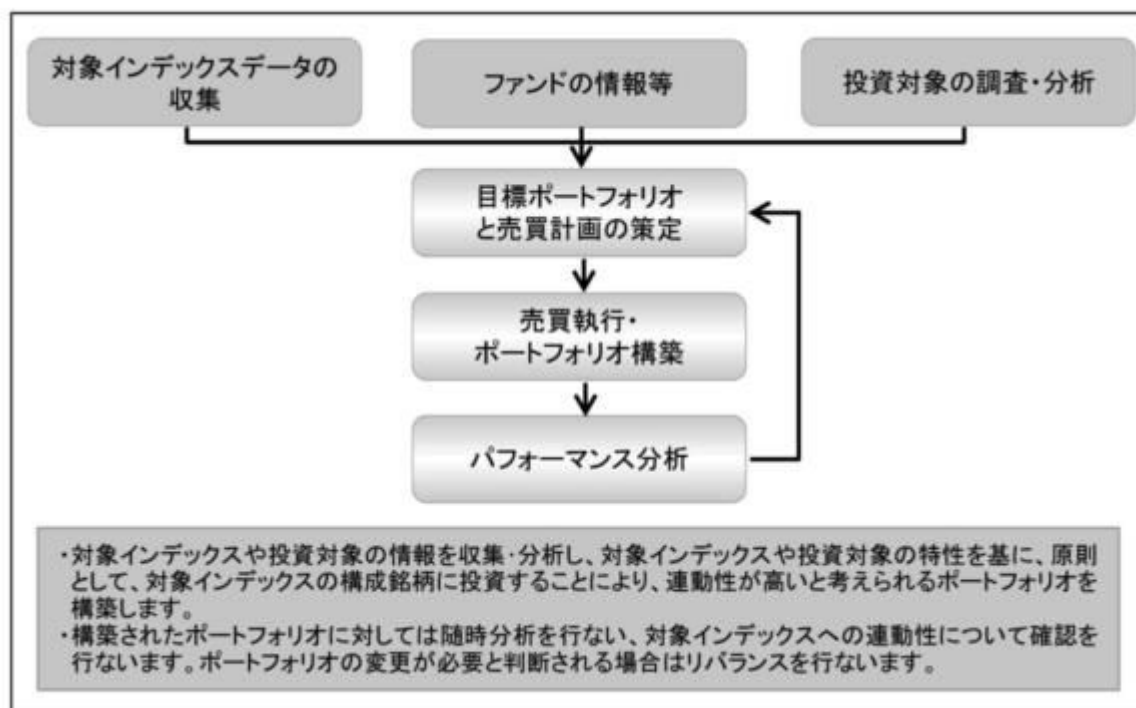 対象インデックスデータの
収集
ファンドの情報等
投資対象の調査・分析
目標ポートフォリオ
と売買計画の策定
売買執行・
ポートフォリオ構築
パフォーマンス分析
・対象インデックスや投資対象の情報を収集・分析し、対象インデックスや投資対象の特性を基に、原則
として、対象インデックスの構成銘柄に投資することにより、連動性が高いと考えられるポートフォリオを
構築します。
・構築されたポートフォリオに対しては随時分析を行ない、対象インデックスへの連動性について確認を
行ないます。ポートフォリオの変更が必要と判断される場合はリバランスを行ないます。